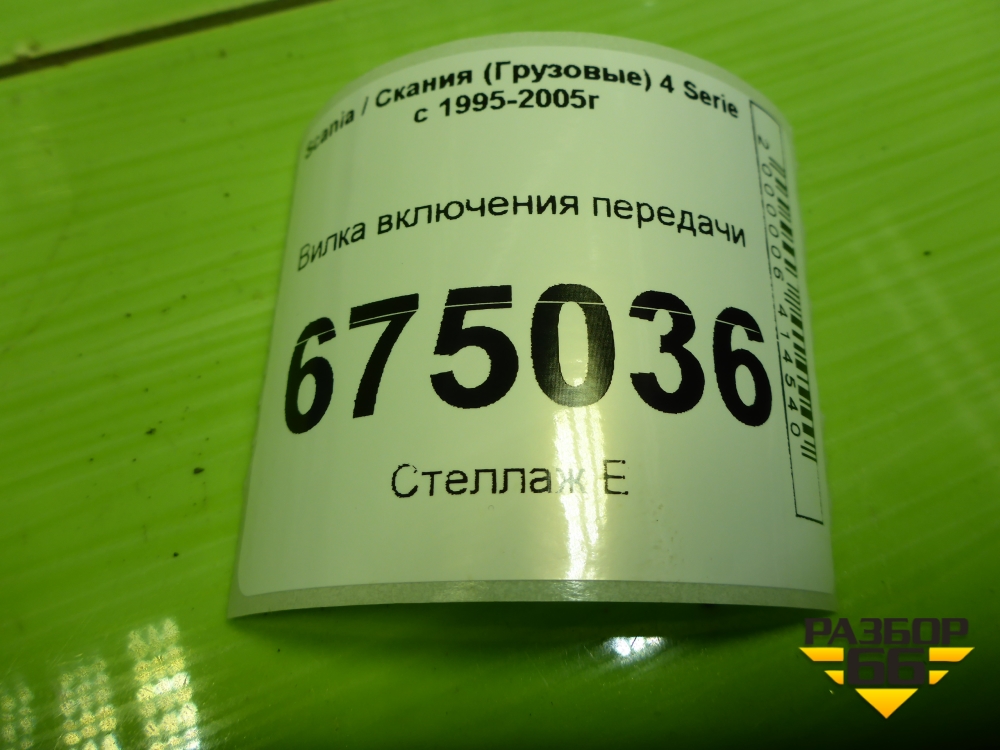 Scania / Скания (Грузовые) 4 Serie
с 1995-2005г
Вилка включения передачи
675036
Стеллаж Е
2000006414540
РАЗБОР
66